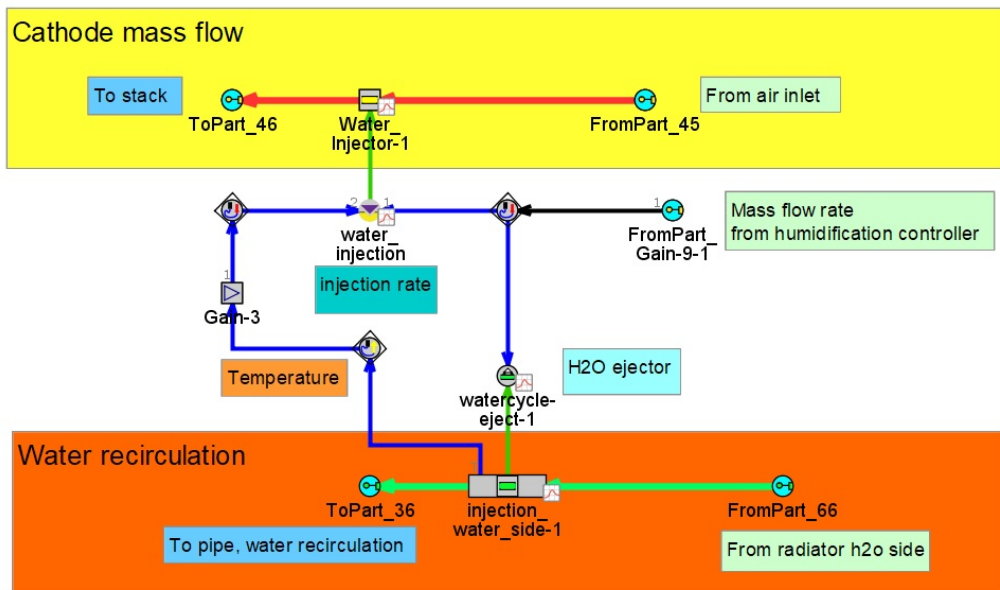 Cathode mass flow
To stack
From air inlet
ToPart_46
Water_
Injector-1
FromPart_45
2
1
1
water_
injection
FromPart_
Gain-9-1
Mass flow rate
from humidification controller
injection rate
1
Gain-3
Temperature
H2O ejector
watercycle-
eject-1
Water recirculation
ToPart_36
injection_
water_side-1
FromPart_66
To pipe, water recirculation
From radiator h2o side